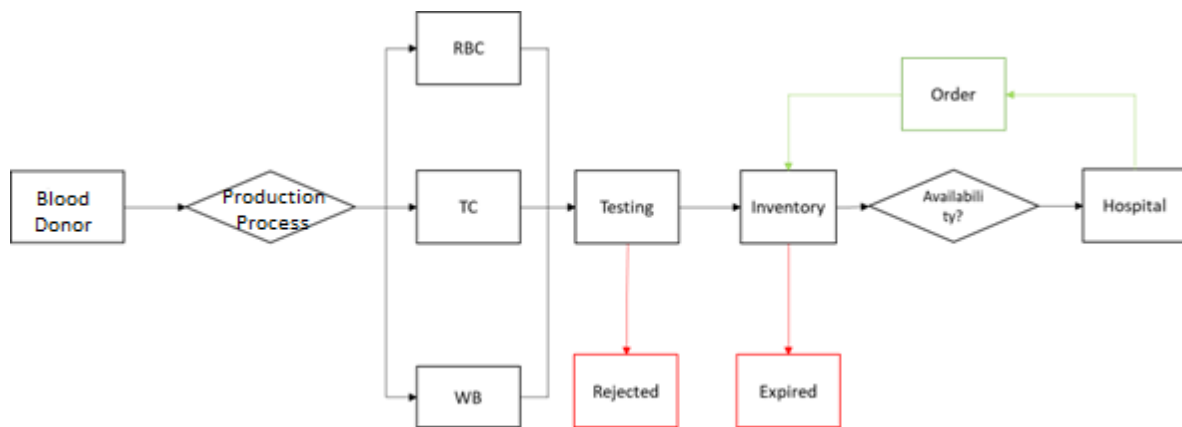 RBC
Order
Blood
Donor
Production
Process
TC
Testing
Inventory
Availabili
ty?
Hospital
WB
Rejected
Expired